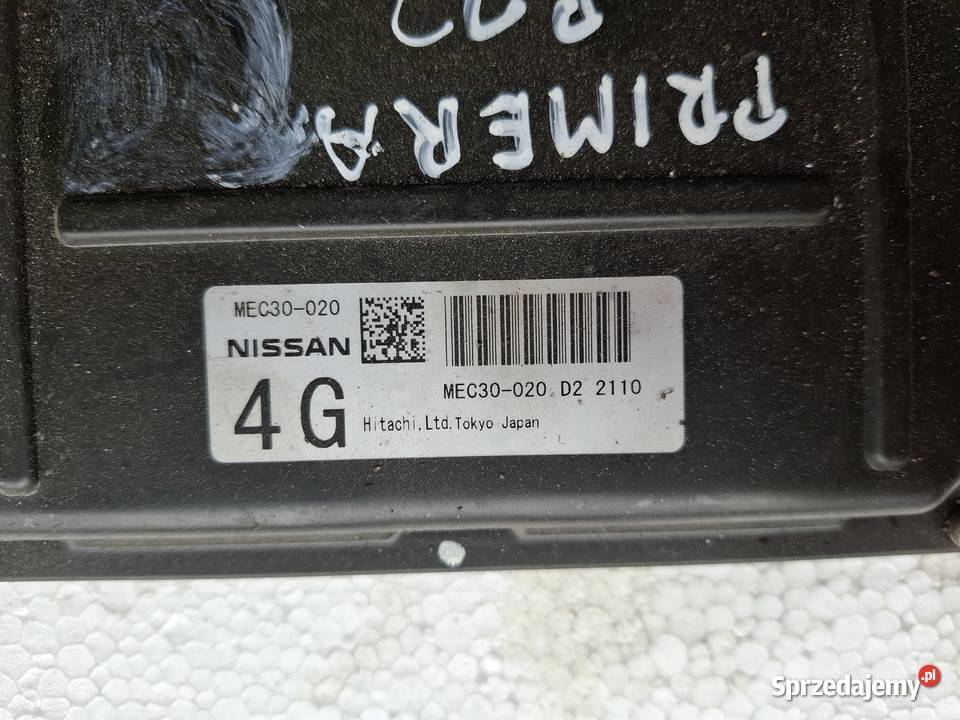 PRIMERA
MEC30-020
NISSAN
4G
MEC30-020 D2 2110
Hitachi,Ltd.Tokyo Japan
Sprzedajemy.pl